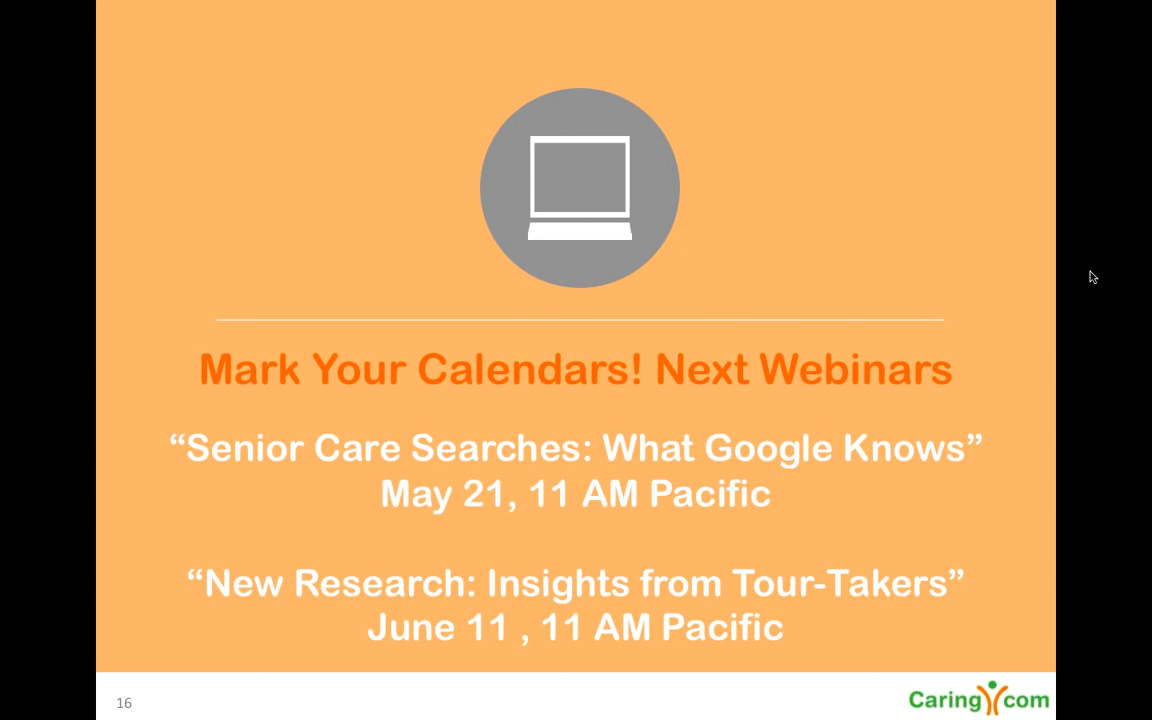 Mark Your Calendars! Next Webinars
“Senior Care Searches: What Google Knows”
May 21, 11 AM Pacific
“New Research: Insights from Tour-Takers”
June 11 , 11 AM Pacific
16
Caring com